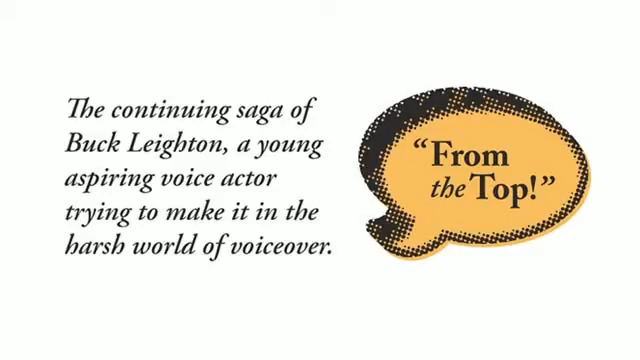 The continuing saga of
Buck Leighton, a young
aspiring voice actor
trying to make it in the
harsh world of voiceover.
“From
the Top!”